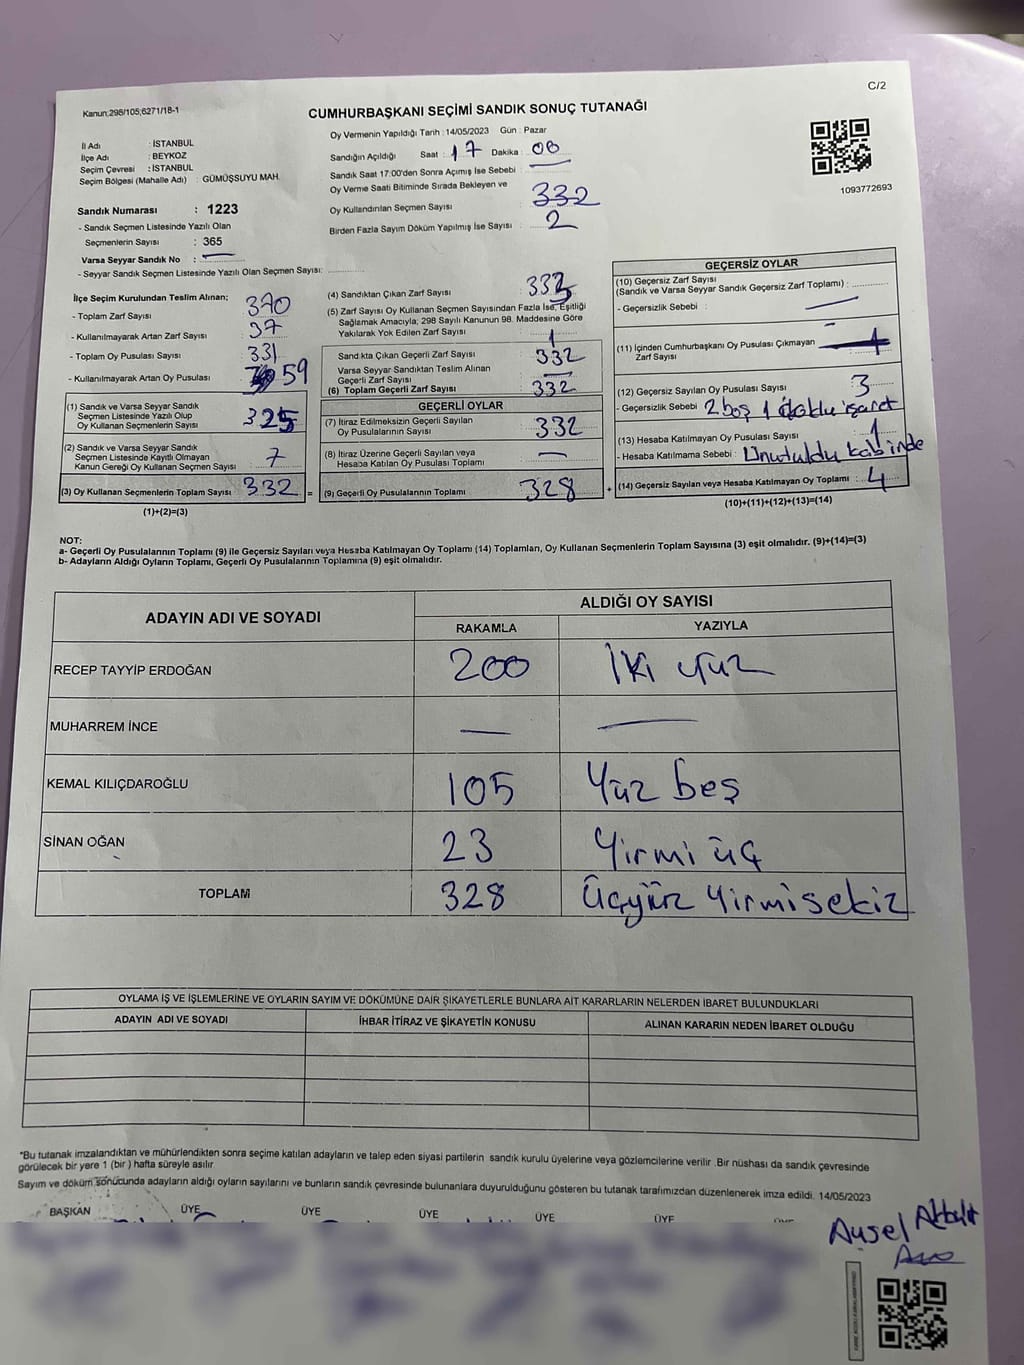 C/2
Kanun;298/105;6271/18-1
CUMHURBAŞKANI SEÇİMİ SANDIK SONUÇ TUTANAĞI
İl Adı : İSTANBUL
İlçe Adı : BEYKOZ
Seçim Çevresi : İSTANBUL
Seçim Bölgesi (Mahalle Adı) : GÜMÜŞSUYU MAH.
Sandık Numarası : 1223
- Sandık Seçmen Listesinde Yazılı Olan
Seçmenlerin Sayısı : 365
Varsa Seyyar Sandık No :
- Seyyar Sandık Seçmen Listesinde Yazılı Olan Seçmen Sayısı:
Oy Vermenin Yapıldığı Tarih : 14/05/2023 Gün : Pazar
Sandığın Açıldığı Saat : 17 Dakika : 08
Sandık Saat 17:00'den Sonra Açımış İse Sebebi :
Oy Verme Saati Bitiminde Sırada Bekleyen ve
Oy Kullandırılan Seçmen Sayısı : 332
Birden Fazla Sayım Döküm Yapılmış İse Sayısı : 2
1093772693
İlçe Seçim Kurulundan Teslim Alınan;
- Toplam Zarf Sayısı : 370
- Kullanılmayarak Artan Zarf Sayısı : 37
- Toplam Oy Pusulası Sayısı : 331
- Kullanılmayarak Artan Oy Pusulası : 59
(1) Sandık ve Varsa Seyyar Sandık
Seçmen Listesinde Yazılı Olup
Oy Kullanan Seçmenlerin Sayısı : 325
(2) Sandık ve Varsa Seyyar Sandık
Seçmen Listesinde Kayıtlı Olmayan
Kanun Gereği Oy Kullanan Seçmen Sayısı : 7
(3) Oy Kullanan Seçmenlerin Toplam Sayısı : 332 =
(1)+(2)=(3)
(4) Sandıktan Çıkan Zarf Sayısı : 333
(5) Zarf Sayısı Oy Kullanan Seçmen Sayısından Fazla İse, Eşitliği
Sağlamak Amacıyla; 298 Sayılı Kanunun 98. Maddesine Göre
Yakılarak Yok Edilen Zarf Sayısı : 1
Sandıkta Çıkan Geçerli Zarf Sayısı : 332
Varsa Seyyar Sandıktan Teslim Alınan
Geçerli Zarf Sayısı :
(6) Toplam Geçerli Zarf Sayısı : 332
GEÇERLİ OYLAR
(7) İtiraz Edilmeksizin Geçerli Sayılan
Oy Pusulalarının Sayısı : 332
(8) İtiraz Üzerine Geçerli Sayılan veya
Hesaba Katılan Oy Pusulası Toplamı : —
(9) Geçerli Oy Pusulalarının Toplamı : 328 +
GEÇERSİZ OYLAR
(10) Geçersiz Zarf Sayısı
(Sandık ve Varsa Seyyar Sandık Geçersiz Zarf Toplamı) :
- Geçersizlik Sebebi :
(11) İçinden Cumhurbaşkanı Oy Pusulası Çıkmayan
Zarf Sayısı
(12) Geçersiz Sayılan Oy Pusulası Sayısı : 3
- Geçersizlik Sebebi : 2 boş 1 işaret
(13) Hesaba Katılmayan Oy Pusulası Sayısı : 1
- Hesaba Katılmama Sebebi : Unutuldu kabinde
(14) Geçersiz Sayılan veya Hesaba Katılmayan Oy Toplamı : 4
(10)+(11)+(12)+(13)=(14)
NOT:
a- Geçerli Oy Pusulalarının Toplamı (9) ile Geçersiz Sayılan veya Hesaba Katılmayan Oy Toplamı (14) Toplamları, Oy Kullanan Seçmenlerin Toplam Sayısına (3) eşit olmalıdır. (9)+(14)=(3)
b- Adayların Aldığı Oyların Toplamı, Geçerli Oy Pusulalarının Toplamına (9) eşit olmalıdır.
ADAYIN ADI VE SOYADI ALDIĞI OY SAYISI
RAKAMLA YAZIYLA
RECEP TAYYİP ERDOĞAN 200 İki yüz
MUHARREM İNCE — —
KEMAL KILIÇDAROĞLU 105 Yüz beş
SİNAN OĞAN 23 Yirmi üç
TOPLAM 328 Üçyüz Yirmisekiz
OYLAMA İŞ VE İŞLEMLERİNE VE OYLARIN SAYIM VE DÖKÜMÜNE DAİR ŞİKAYETLERLE BUNLARA AİT KARARLARIN NELERDEN İBARET BULUNDUKLARI
ADAYIN ADI VE SOYADI İHBAR İTİRAZ VE ŞİKAYETİN KONUSU ALINAN KARARIN NEDEN İBARET OLDUĞU
*Bu tutanak imzalandıktan ve mühürlendikten sonra seçime katılan adayların ve talep eden siyasi partilerin sandık kurulu üyelerine veya gözlemcilerine verilir .Bir nüshası da sandık çevresinde
görülecek bir yere 1 (bir ) hafta süreyle asılır
Sayım ve döküm sonucunda adayların aldığı oyların sayılarını ve bunların sandık çevresinde bulunanlara duyurulduğunu gösteren bu tutanak tarafımızdan düzenlenerek imza edildi. 14/05/2023
BAŞKAN ÜYE ÜYE ÜYE ÜYE ÜYE
Aysel Akbulut